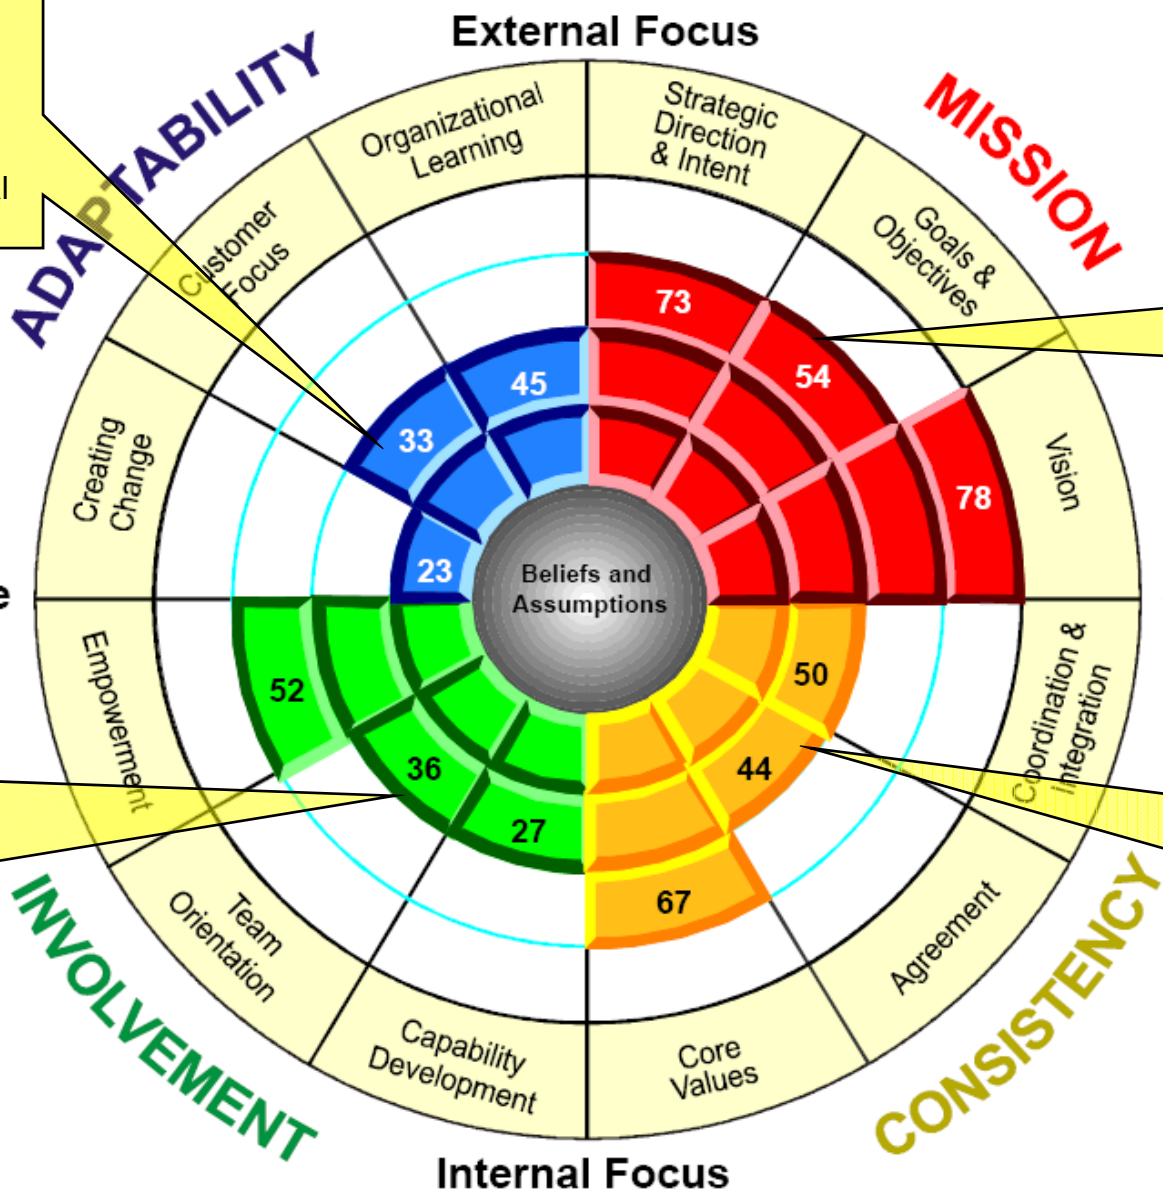 External Focus
ADAPTABILITY
MISSION
Organizational
Learning
Strategic
Direction
& Intent
Customer
Focus
Goals &
Objectives
Creating
Change
Vision
73
54
78
45
33
23
Beliefs and
Assumptions
52
36
27
50
44
67
Empowerment
Coordination &
Integration
Team
Orientation
Agreement
Capability
Development
Core
Values
INVOLVEMENT
CONSISTENCY
Internal Focus